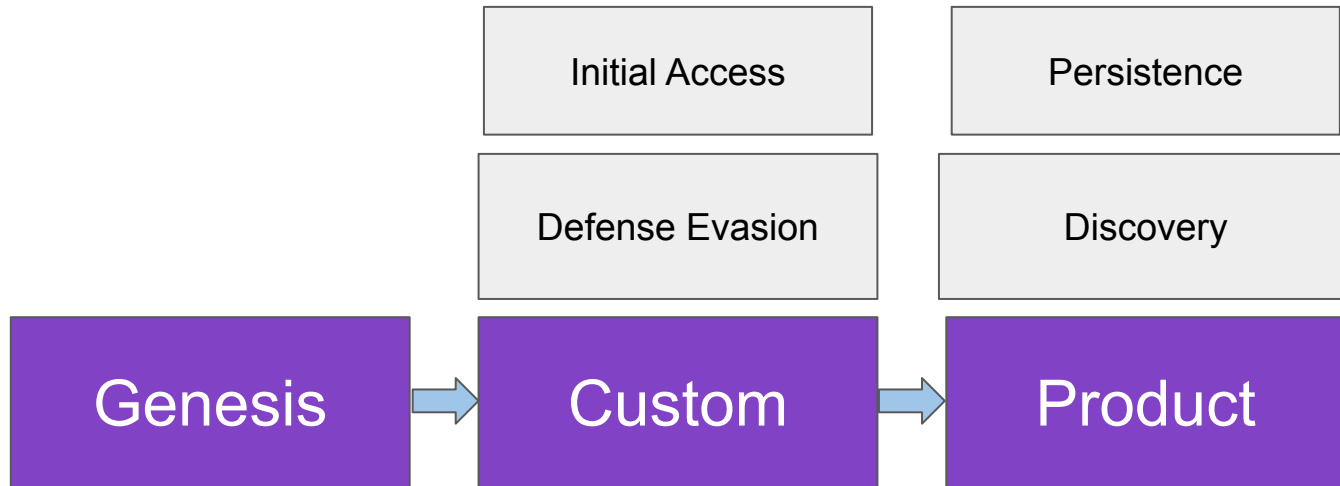 Initial Access
Persistence
Defense Evasion
Discovery
Genesis
Custom
Product